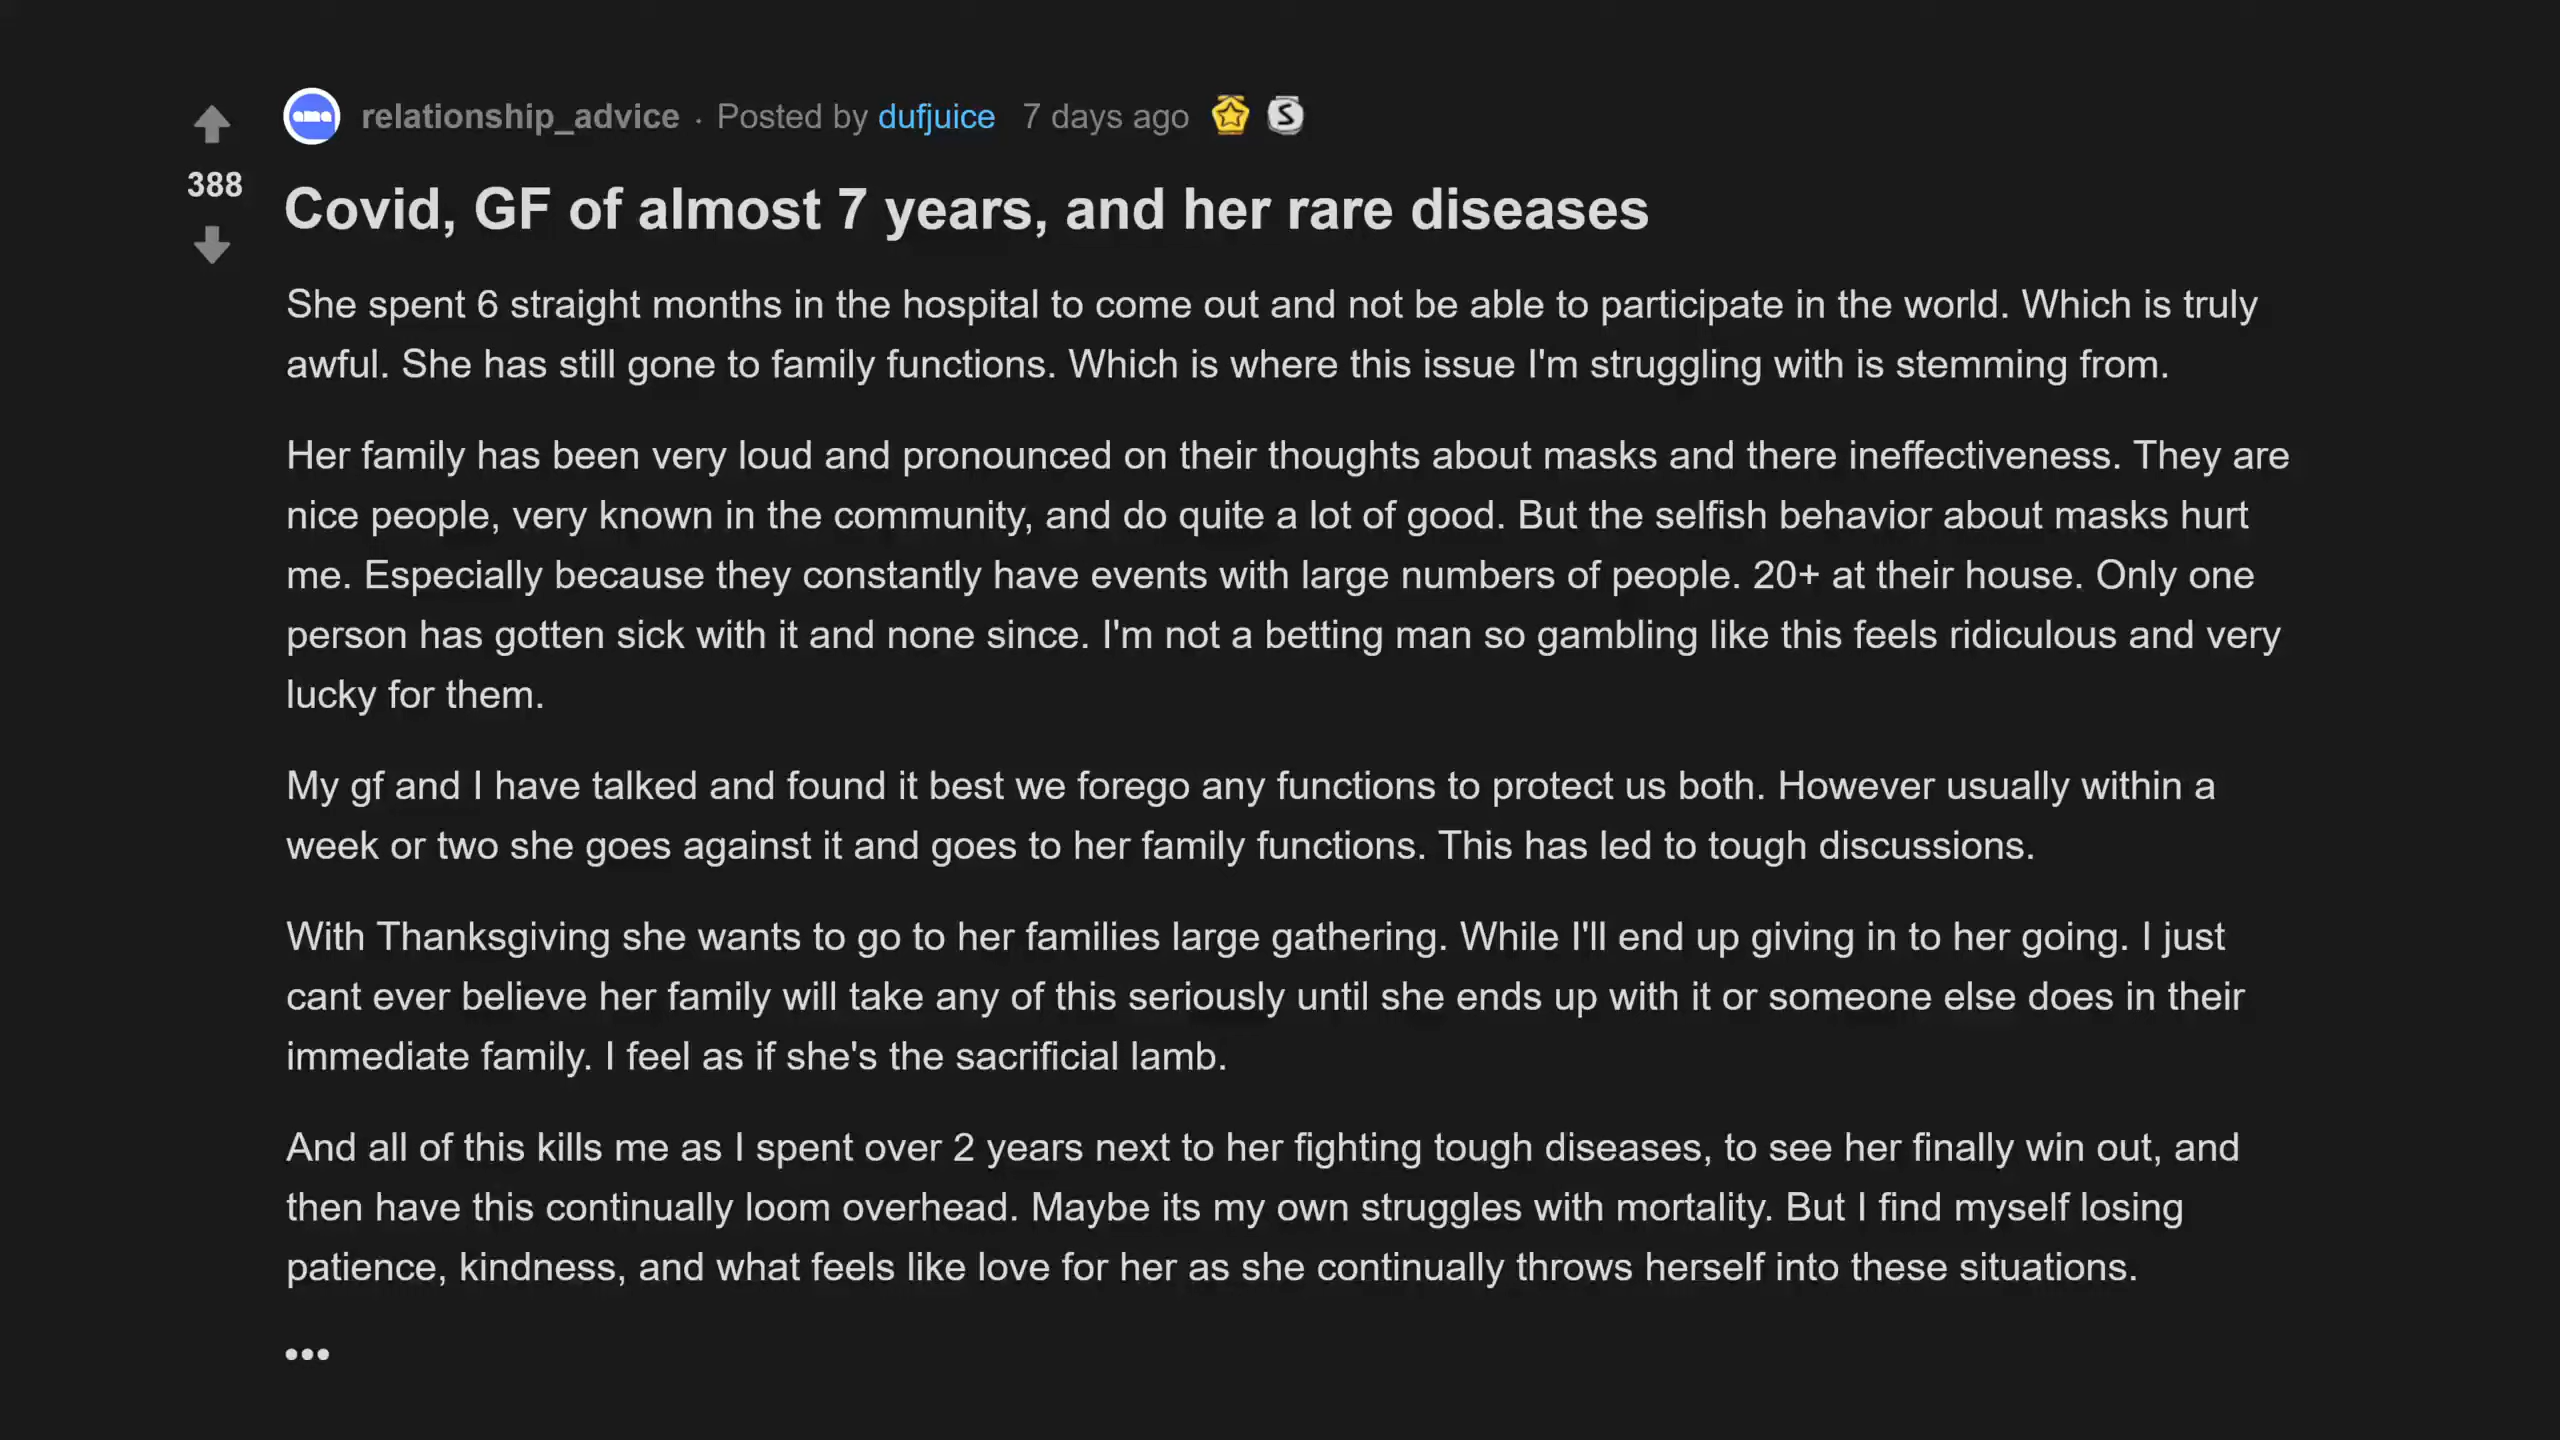 relationship_advice · Posted by dufjuice 7 days ago
388
Covid, GF of almost 7 years, and her rare diseases
She spent 6 straight months in the hospital to come out and not be able to participate in the world. Which is truly
awful. She has still gone to family functions. Which is where this issue I'm struggling with is stemming from.
Her family has been very loud and pronounced on their thoughts about masks and there ineffectiveness. They are
nice people, very known in the community, and do quite a lot of good. But the selfish behavior about masks hurt
me. Especially because they constantly have events with large numbers of people. 20+ at their house. Only one
person has gotten sick with it and none since. I'm not a betting man so gambling like this feels ridiculous and very
lucky for them.
My gf and I have talked and found it best we forego any functions to protect us both. However usually within a
week or two she goes against it and goes to her family functions. This has led to tough discussions.
With Thanksgiving she wants to go to her families large gathering. While I'll end up giving in to her going. I just
cant ever believe her family will take any of this seriously until she ends up with it or someone else does in their
immediate family. I feel as if she's the sacrificial lamb.
And all of this kills me as I spent over 2 years next to her fighting tough diseases, to see her finally win out, and
then have this continually loom overhead. Maybe its my own struggles with mortality. But I find myself losing
patience, kindness, and what feels like love for her as she continually throws herself into these situations.
•••